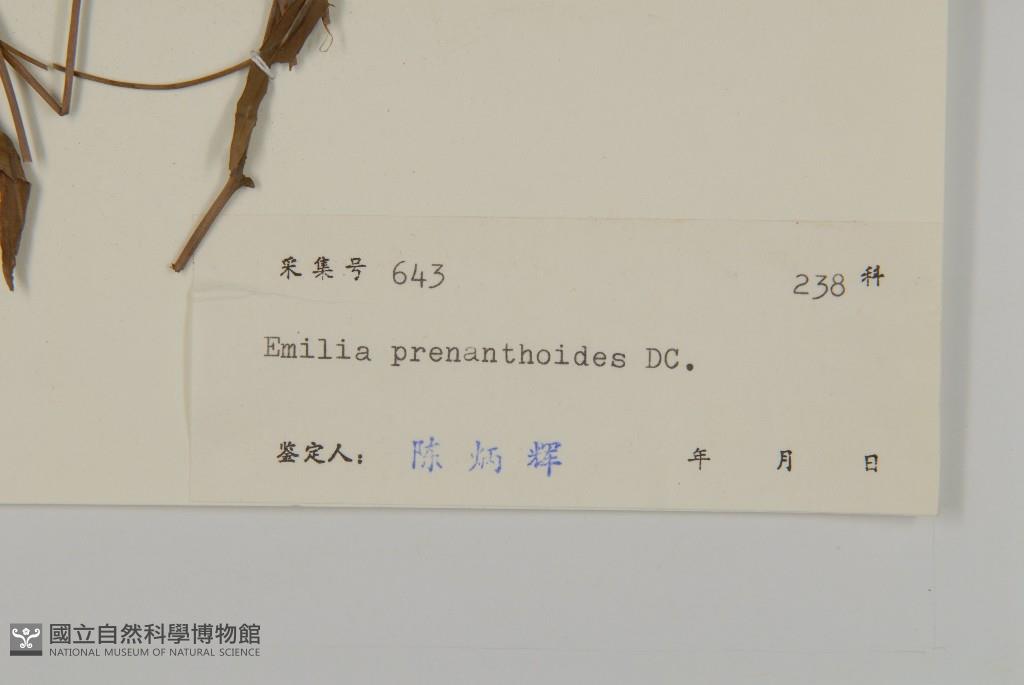 采集号 643 238 科
Emilia prenanthoides DC.
鉴定人: 陈炳辉 年 月 日
國立自然科學博物館
NATIONAL MUSEUM OF NATURAL SCIENCE